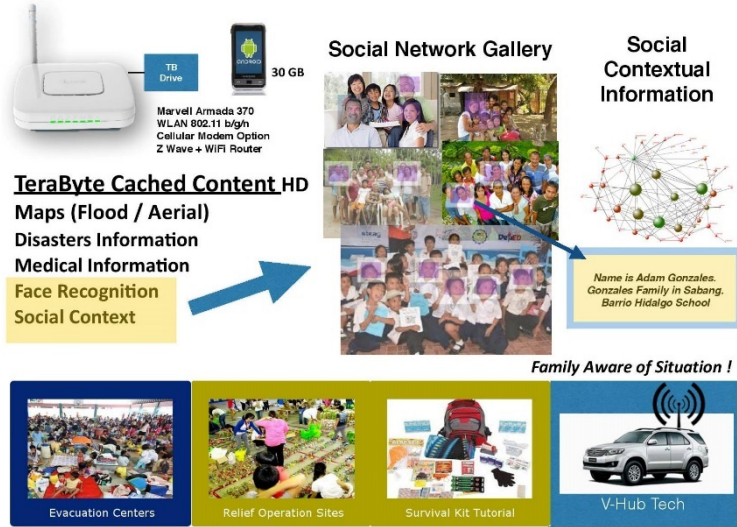 TB
Drive
ANDROID
30 GB
Marvell Armada 370
WLAN 802.11 b/g/n
Cellular Modem Option
Z Wave + WiFi Router
TeraByte Cached Content HD
Maps (Flood / Aerial)
Disasters Information
Medical Information
Face Recognition
Social Context
Social Network Gallery
Social
Contextual
Information
Name is Adam Gonzales.
Gonzales Family in Sabang.
Barrio Hidalgo School
Family Aware of Situation !
Evacuation Centers
Relief Operation Sites
Survival Kit Tutorial
V-Hub Tech